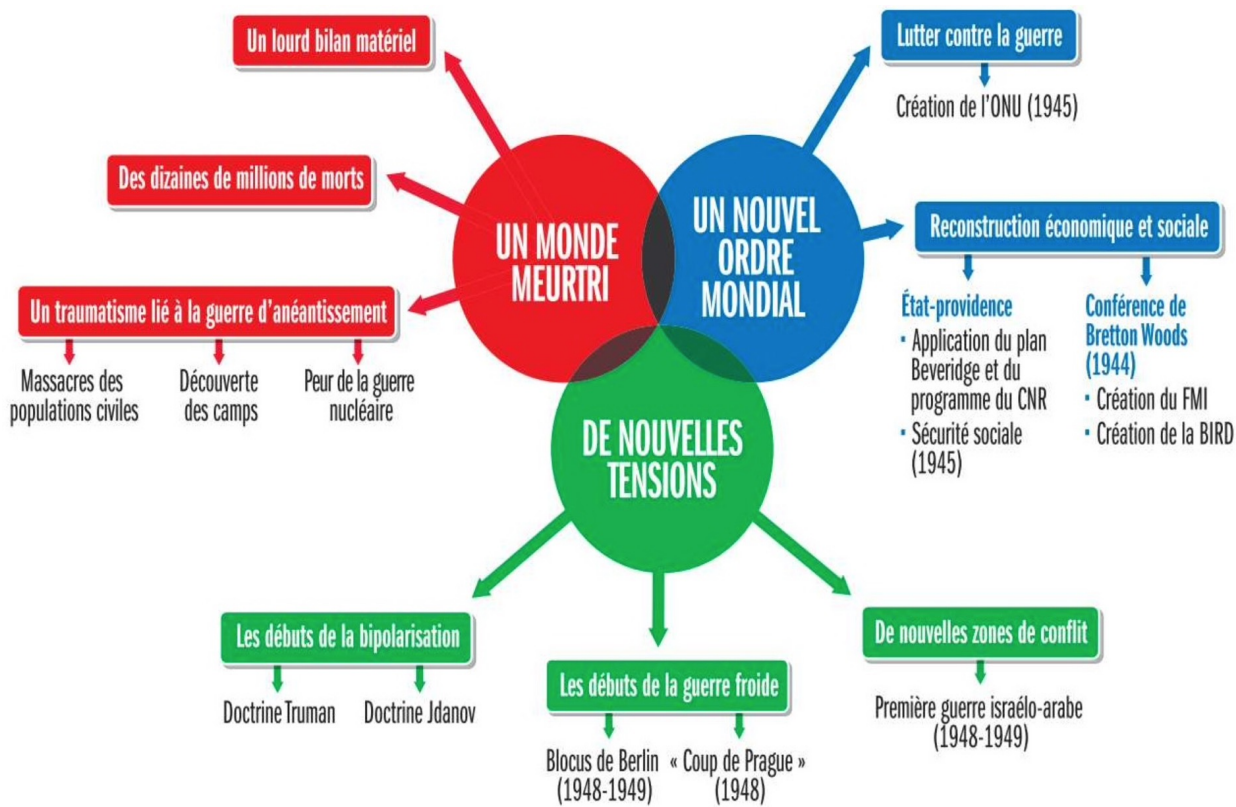 Un lourd bilan matériel
Des dizaines de millions de morts
Un traumatisme lié à la guerre d'anéantissement
Massacres des
populations civiles
Découverte
des camps
Peur de la guerre
nucléaire
UN MONDE
MEURTRI
UN NOUVEL
ORDRE
MONDIAL
Lutter contre la guerre
Création de l'ONU (1945)
Reconstruction économique et sociale
État-providence
▪ Application du plan
Beveridge et du
programme du CNR
▪ Sécurité sociale
(1945)
Conférence de
Bretton Woods
(1944)
▪ Création du FMI
▪ Création de la BIRD
DE NOUVELLES
TENSIONS
Les débuts de la bipolarisation
Doctrine Truman
Doctrine Jdanov
Les débuts de la guerre froide
Blocus de Berlin
(1948-1949)
« Coup de Prague »
(1948)
De nouvelles zones de conflit
Première guerre israélo-arabe
(1948-1949)